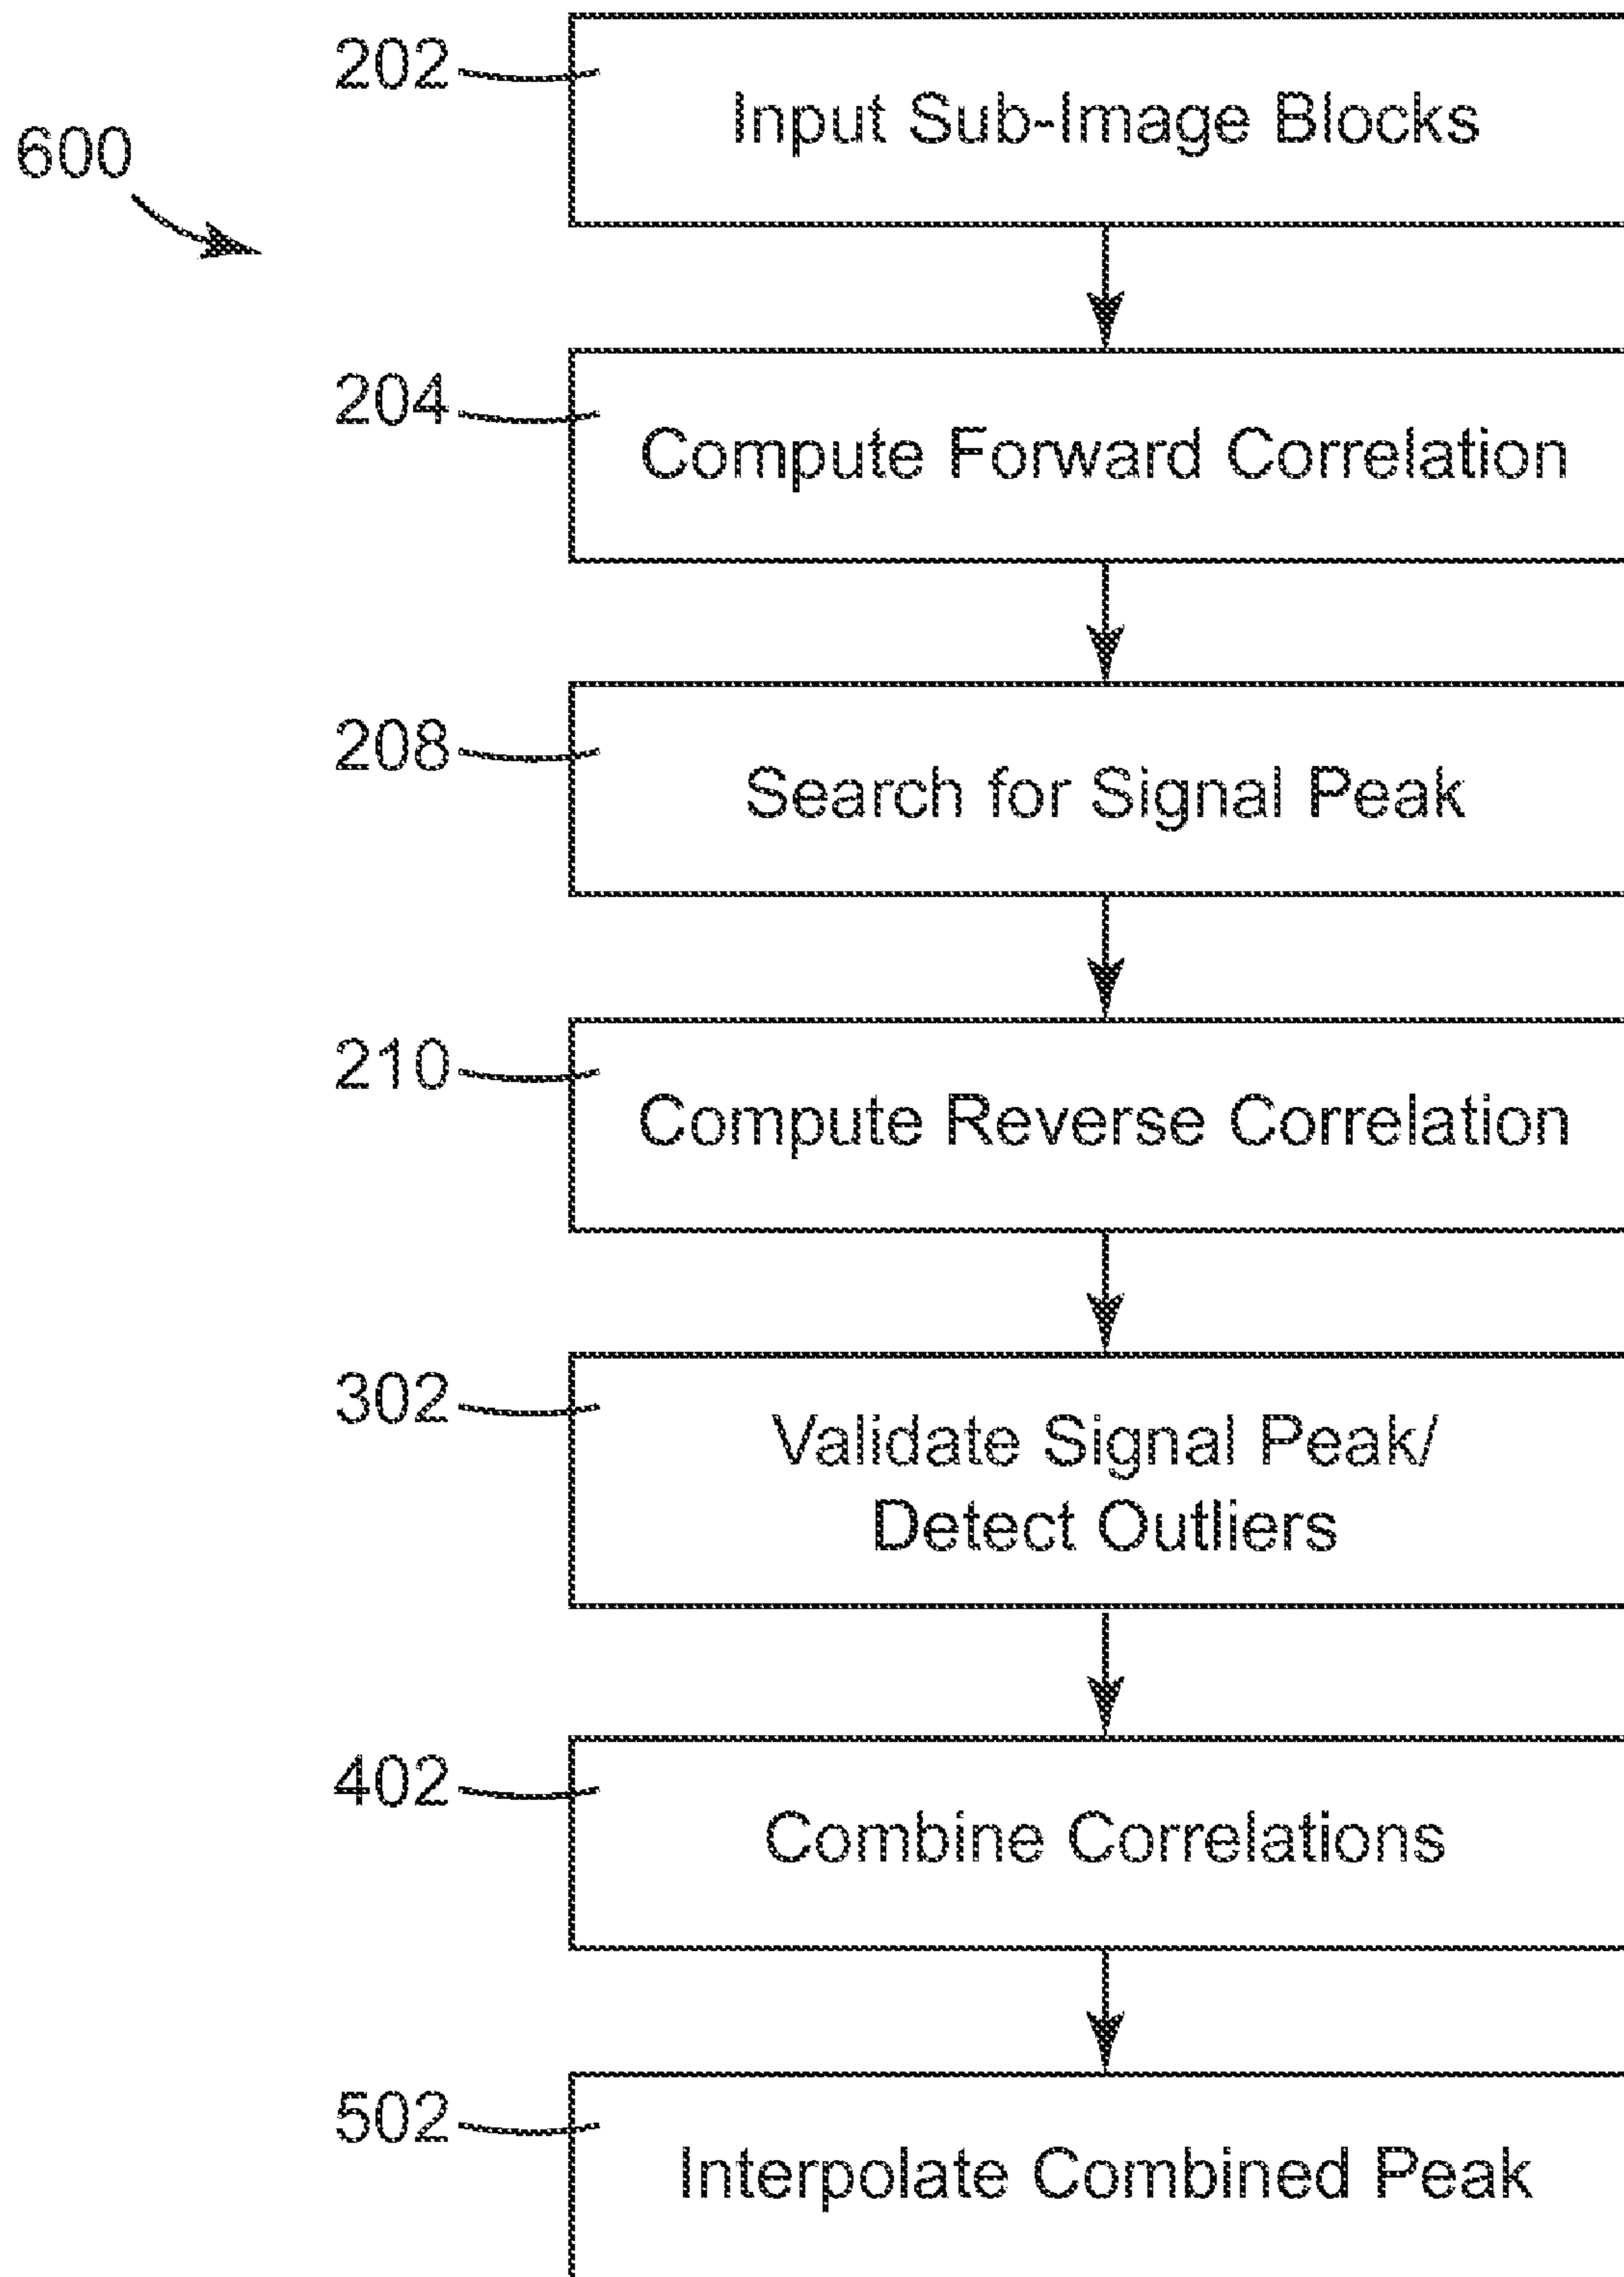 202
Input Sub-Image Blocks
600
204
Compute Forward Correlation
208
Search for Signal Peak
210
Compute Reverse Correlation
302
Validate Signal Peak/
Detect Outliers
402
Combine Correlations
502
Interpolate Combined Peak